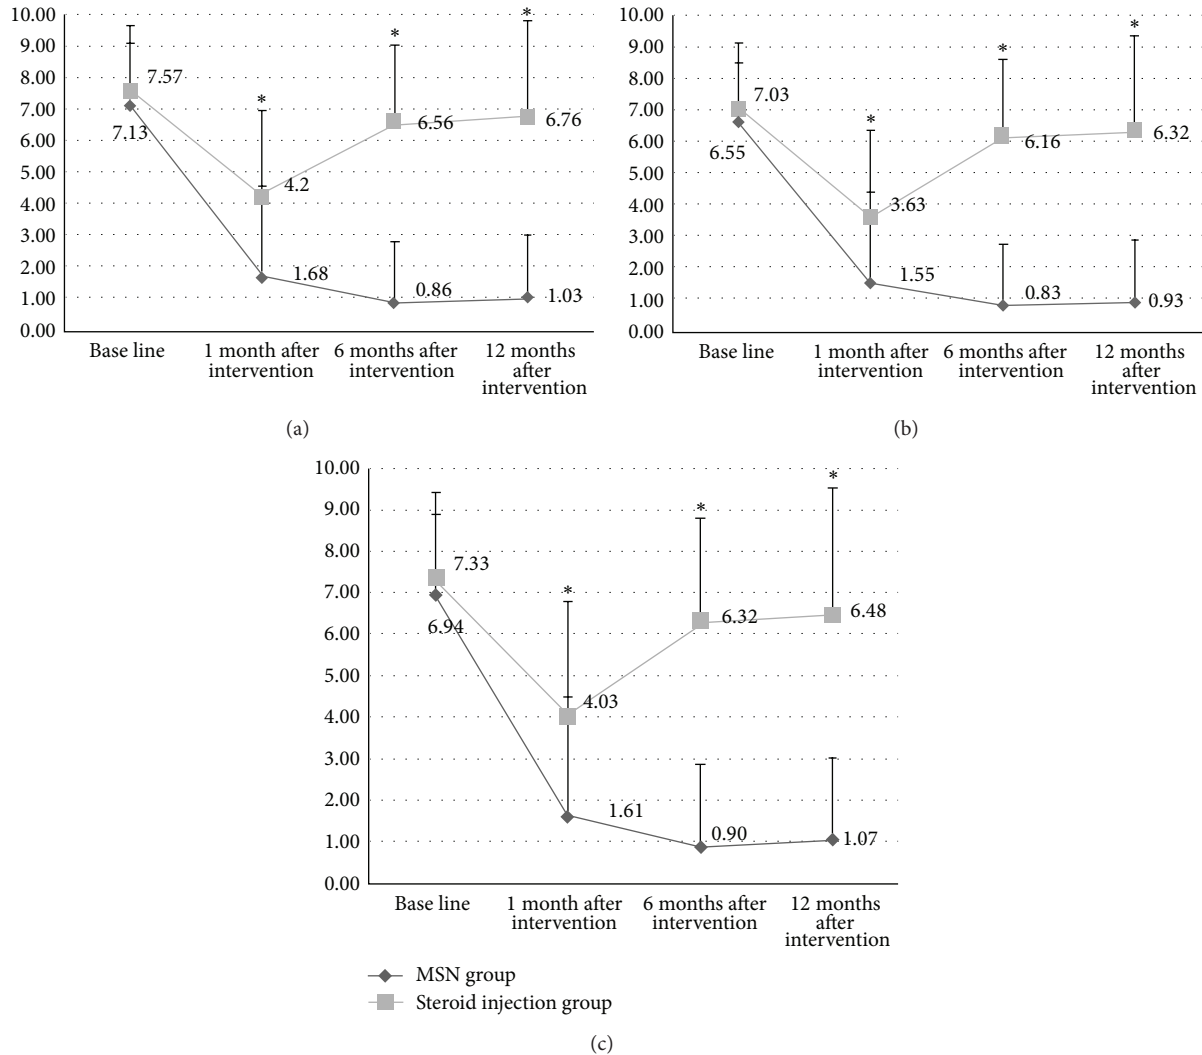 10.00
9.00
8.00
7.00
6.00
5.00
4.00
3.00
2.00
1.00
0.00
*
*
*
7.57
7.13
4.2
6.56
6.76
1.68
0.86
1.03
Base line
1 month after
intervention
6 months after
intervention
12 months
after
intervention
(a)
10.00
9.00
8.00
7.00
6.00
5.00
4.00
3.00
2.00
1.00
0.00
*
*
*
7.03
6.55
3.63
6.16
6.32
1.55
0.83
0.93
Base line
1 month after
intervention
6 months after
intervention
12 months
after
intervention
(b)
10.00
9.00
8.00
7.00
6.00
5.00
4.00
3.00
2.00
1.00
0.00
*
*
*
7.33
6.94
4.03
6.32
6.48
1.61
0.90
1.07
Base line
1 month after
intervention
6 months after
intervention
12 months
after
intervention
MSN group
Steroid injection group
(c)